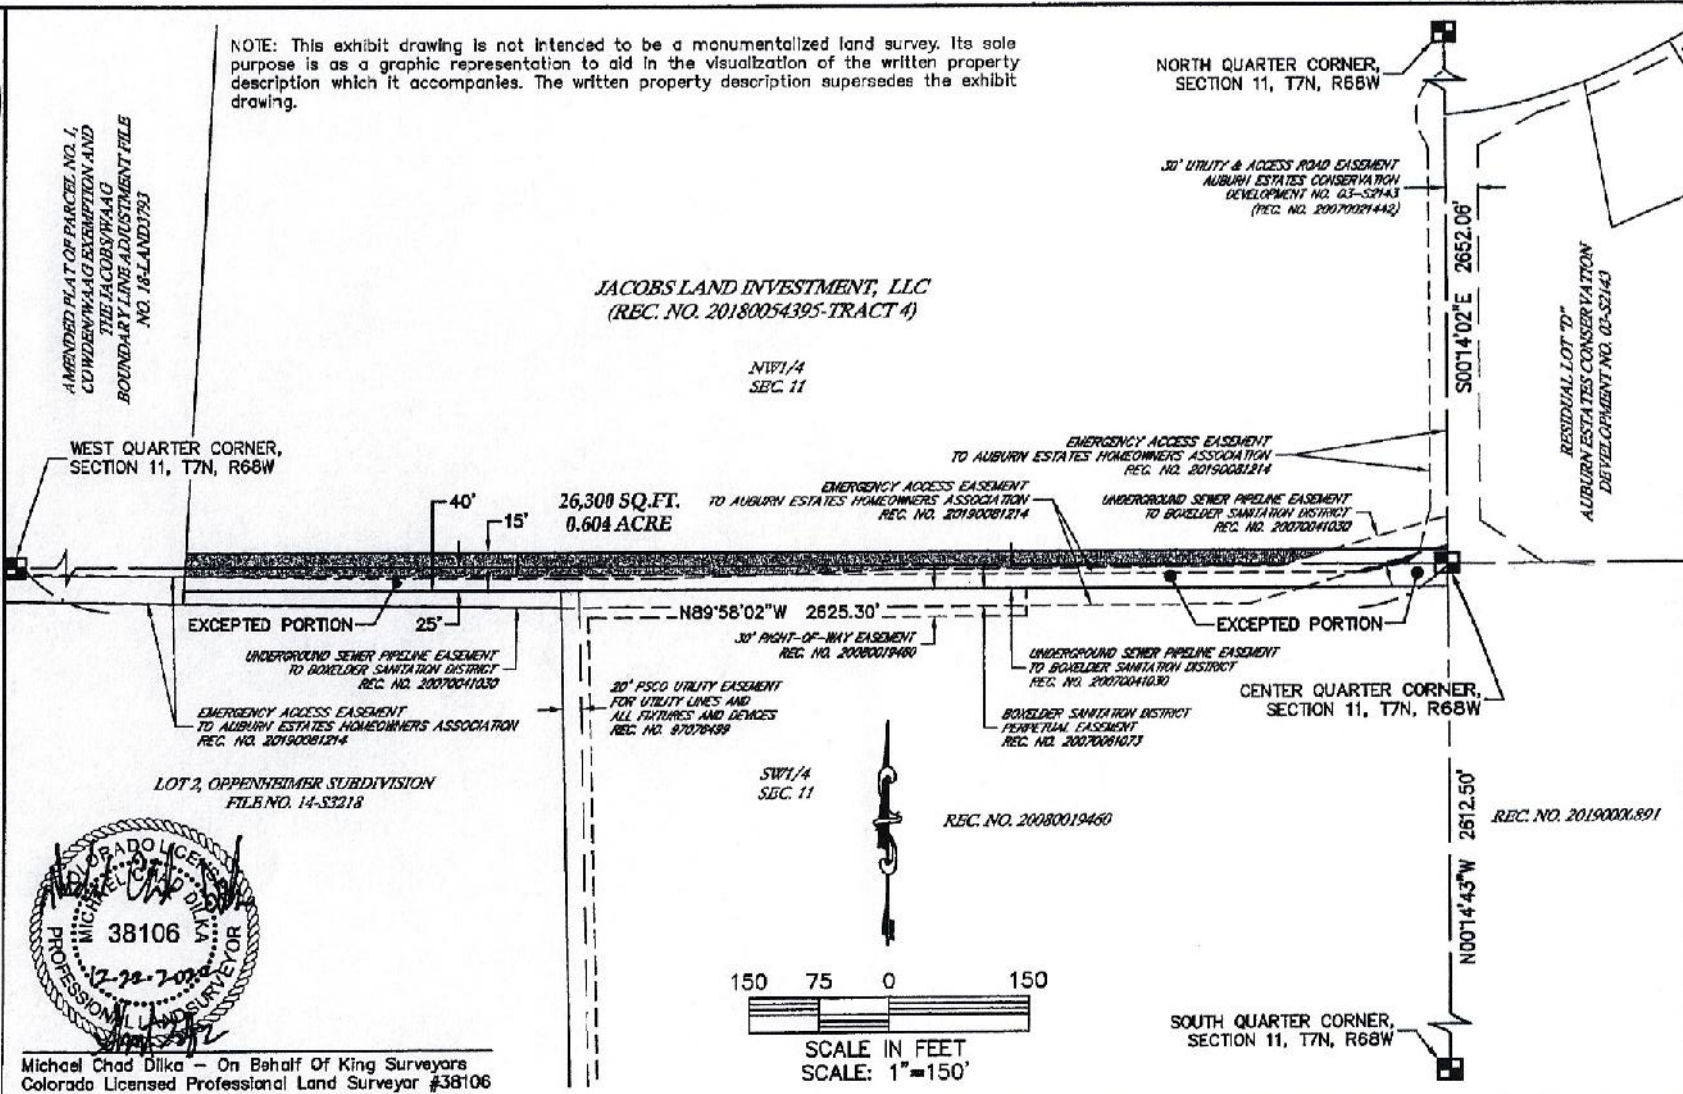 NOTE: This exhibit drawing is not intended to be a monumentalized land survey. Its sole
purpose is as a graphic representation to aid in the visualization of the written property
description which it accompanies. The written property description supersedes the exhibit
drawing.
NORTH QUARTER CORNER,
SECTION 11, T7N, R68W
AMENDED PLAT OF PARCEL NO. 1,
COWDEN/WAAG EXEMPTION AND
THE JACOBS/WAAG
BOUNDARY LINE ADJUSTMENT FILE
NO. 18-LAND3793
30' UTILITY & ACCESS ROAD EASEMENT
AUBURN ESTATES CONSERVATION
DEVELOPMENT NO. 03-S2143
(REC. NO. 20070021442)
S00°14'02"E 2652.06'
JACOBS LAND INVESTMENT, LLC
(REC. NO. 20180054395-TRACT 4)
NW1/4
SEC. 11
RESIDUAL LOT "D"
AUBURN ESTATES CONSERVATION
DEVELOPMENT NO. 03-S2143
WEST QUARTER CORNER,
SECTION 11, T7N, R68W
EMERGENCY ACCESS EASEMENT
TO AUBURN ESTATES HOMEOWNERS ASSOCIATION
REC. NO. 20190081214
EMERGENCY ACCESS EASEMENT
TO AUBURN ESTATES HOMEOWNERS ASSOCIATION
REC. NO. 20190081214
UNDERGROUND SEWER PIPELINE EASEMENT
TO BOXELDER SANITATION DISTRICT
REC. NO. 20070041030
40'
15'
26,300 SQ.FT.
0.604 ACRE
EXCEPTED PORTION
25'
N89°58'02"W 2625.30'
EXCEPTED PORTION
30' RIGHT-OF-WAY EASEMENT
REC. NO. 20080019460
UNDERGROUND SEWER PIPELINE EASEMENT
TO BOXELDER SANITATION DISTRICT
REC. NO. 20070041030
UNDERGROUND SEWER PIPELINE EASEMENT
TO BOXELDER SANITATION DISTRICT
REC. NO. 20070041030
CENTER QUARTER CORNER,
SECTION 11, T7N, R68W
20' PSCO UTILITY EASEMENT
FOR UTILITY LINES AND
ALL FIXTURES AND DEVICES
REC. NO. 97076499
EMERGENCY ACCESS EASEMENT
TO AUBURN ESTATES HOMEOWNERS ASSOCIATION
REC. NO. 20190081214
BOXELDER SANITATION DISTRICT
PERPETUAL EASEMENT
REC. NO. 20070061073
LOT 2, OPPENHEIMER SUBDIVISION
FILE NO. 14-S3218
SW1/4
SEC. 11
REC. NO. 20080019460
N00°14'43"W 2612.50'
REC. NO.
COLORADO LICENSED
MICHAEL CHAD DILKA
38106
PROFESSIONAL LAND SURVEYOR
150 75 0 150
SCALE IN FEET
SCALE: 1"=150'
SOUTH QUARTER CORNER,
SECTION 11, T7N, R68W
Michael Chad Dilka – On Behalf Of King Surveyors
Colorado Licensed Professional Land Surveyor #38106